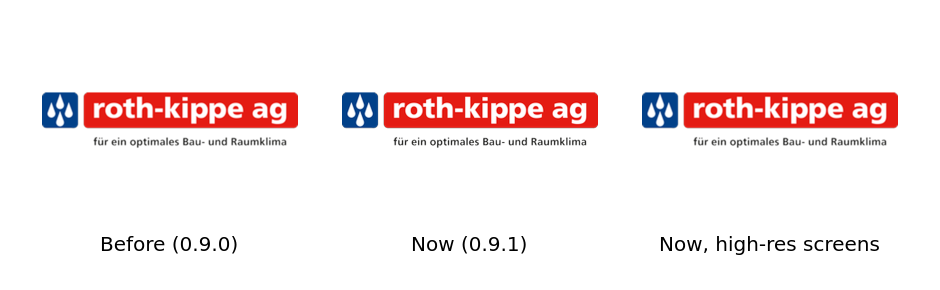 roth-kippe ag roth-kippe ag roth-kippe ag
für ein optimales Bau- und Raumklima für ein optimales Bau- und Raumklima für ein optimales Bau- und Raumklima
Before (0.9.0) Now (0.9.1) Now, high-res screens